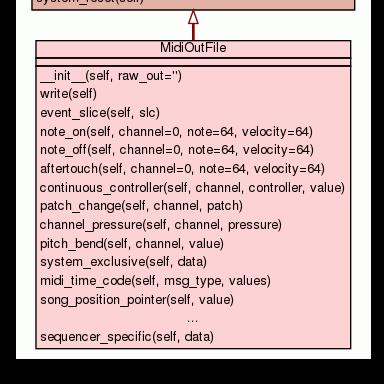 system_reset(self)
MidiOutFile
__init__(self, raw_out='')
write(self)
event_slice(self, slc)
note_on(self, channel=0, note=64, velocity=64)
note_off(self, channel=0, note=64, velocity=64)
aftertouch(self, channel=0, note=64, velocity=64)
continuous_controller(self, channel, controller, value)
patch_change(self, channel, patch)
channel_pressure(self, channel, pressure)
pitch_bend(self, channel, value)
system_exclusive(self, data)
midi_time_code(self, msg_type, values)
song_position_pointer(self, value)
...
sequencer_specific(self, data)